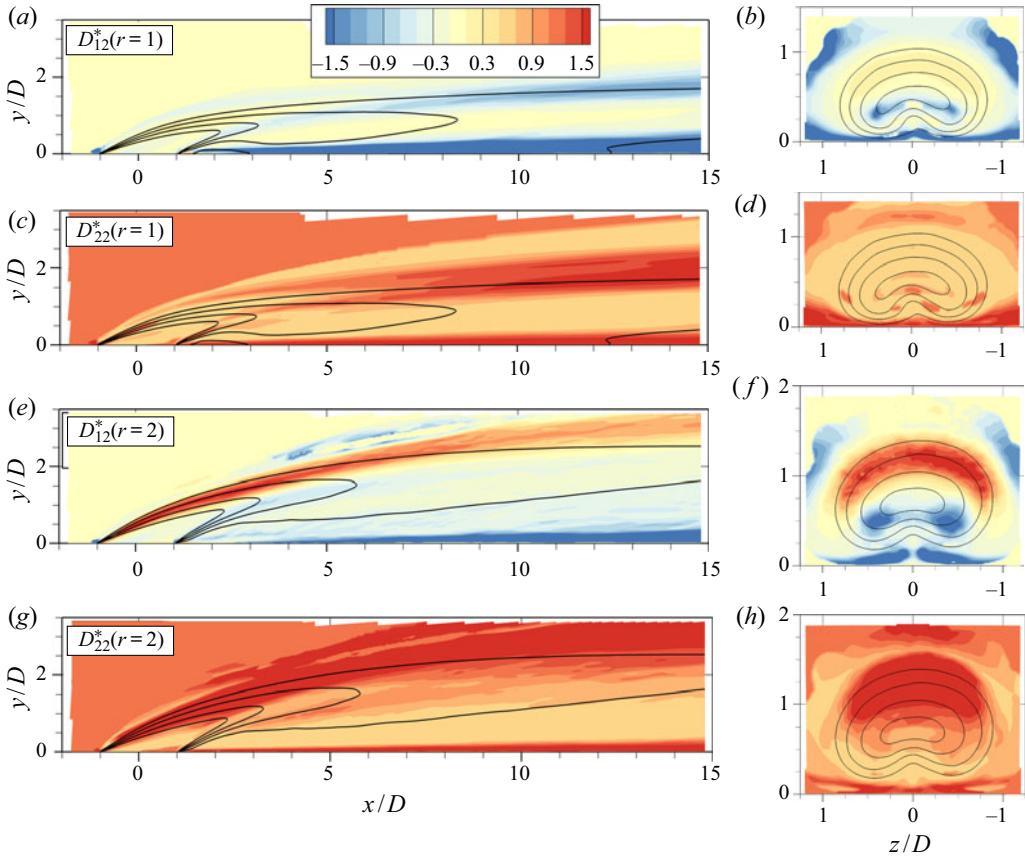 (a)
D*12(r=1)
−1.5 −0.9 −0.3 0.3 0.9 1.5
y/D
2
0
0 5 10 15
(b)
1
0
1 0 −1
(c)
D*22(r=1)
y/D
2
0
0 5 10 15
(d)
1
0
1 0 −1
(e)
D*12(r=2)
y/D
2
0
0 5 10 15
(f)
2
1
0
1 0 −1
(g)
D*22(r=2)
y/D
2
0
0 5 10 15
x/D
(h)
2
1
0
1 0 −1
z/D